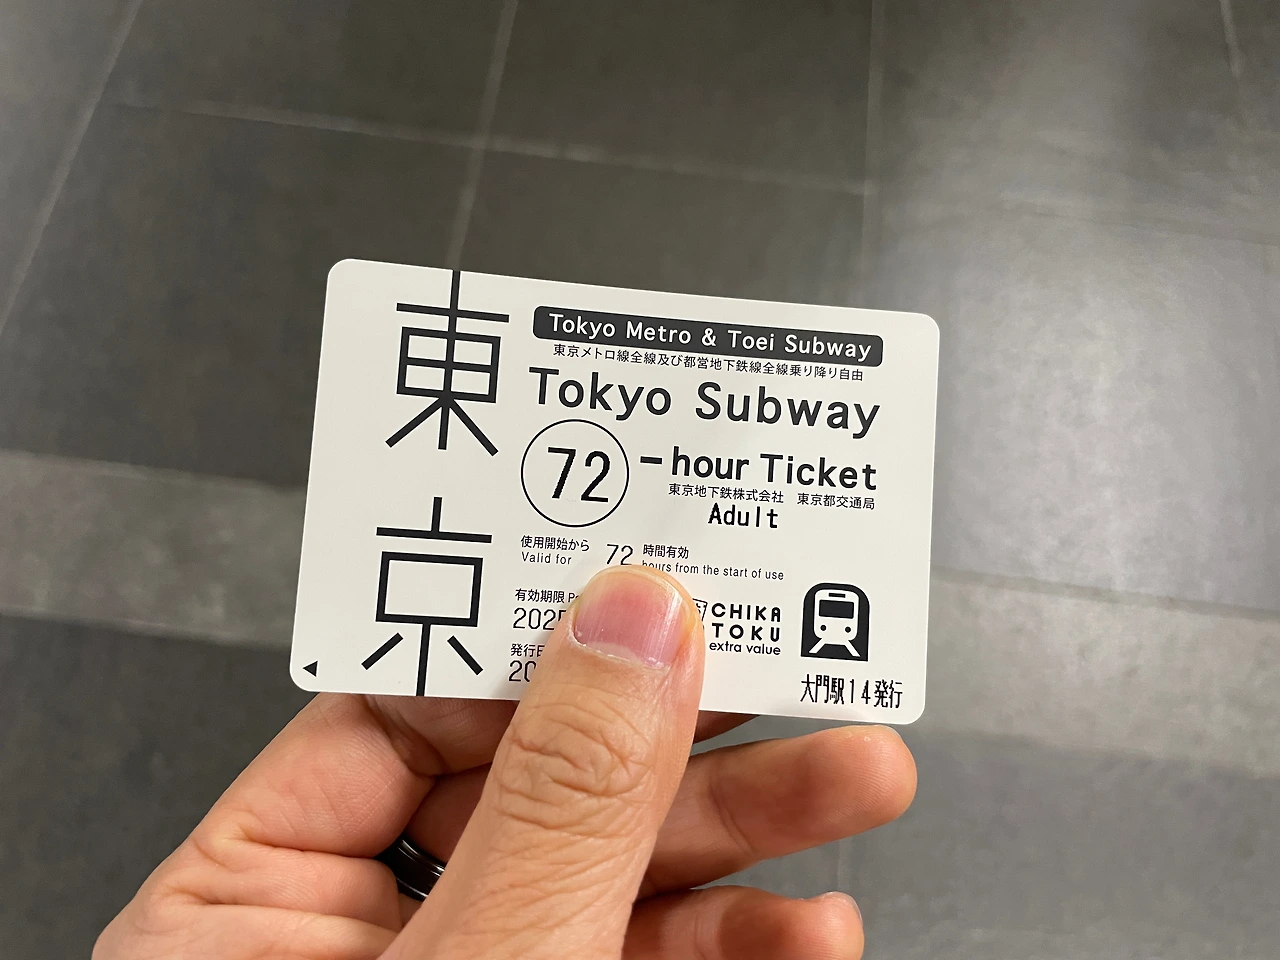 東京
Tokyo Metro & Toei Subway
東京メトロ線全線及び都営地下鉄線全線乗り降り自由
Tokyo Subway
72 -hour Ticket
東京地下鉄株式会社 東京都交通局
Adult
使用開始から 72 時間有効
Valid for hours from the start of use
有効期限
発行
CHIKA
TOKU
extra value
大門駅14発行